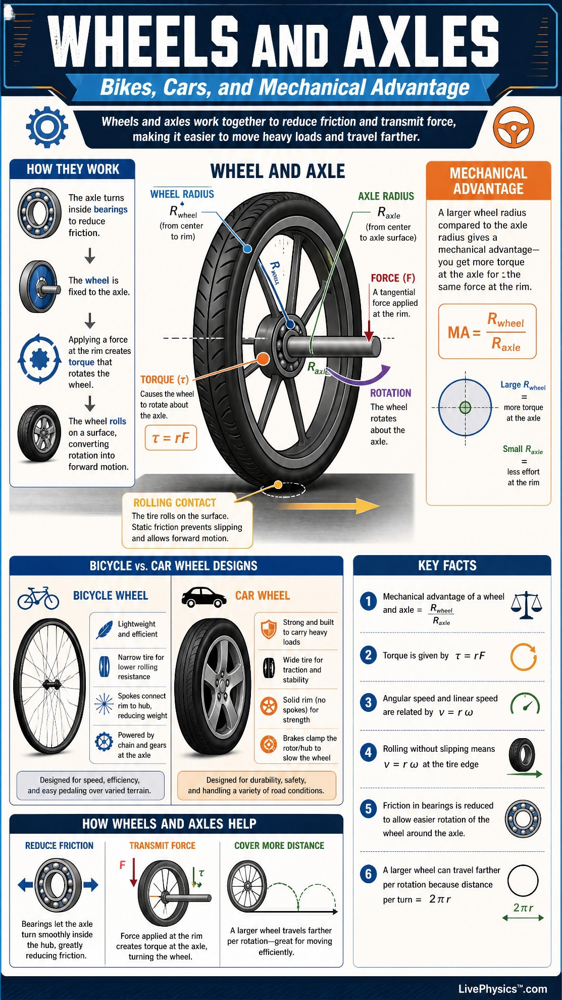 WHEELS AND AXLES
Bikes, Cars, and Mechanical Advantage
Wheels and axles work together to reduce friction and transmit force,
making it easier to move heavy loads and travel farther.
HOW THEY WORK
The axle turns
inside bearings
to reduce
friction.
The wheel is
fixed to the axle.
Applying a force
at the rim creates
torque that
rotates the
wheel.
The wheel rolls
on a surface,
converting
rotation into
forward motion.
WHEEL AND AXLE
WHEEL RADIUS
R_wheel
(from center
to rim)
AXLE RADIUS
R_axle
(from center
to axle surface)
R
FORCE (F)
A tangential
force applied
at the rim.
R_axle
TORQUE (τ)
Causes the wheel
to rotate about
the axle.
τ = rF
ROTATION
The wheel
rotates
about the
axle.
ROLLING CONTACT
The tire rolls on the surface.
Static friction prevents slipping
and allows forward motion.
MECHANICAL
ADVANTAGE
A larger wheel radius
compared to the axle
radius gives a
mechanical advantage—
you get more torque
at the axle for -the
same force at the rim.
MA = R_wheel / R_axle
Large R_wheel
=
more torque
at the axle
Small R_axle
=
less effort
at the rim
BICYCLE vs. CAR WHEEL DESIGNS
BICYCLE WHEEL
Lightweight
and efficient
Narrow tire for
lower rolling
resistance
Spokes connect
rim to hub,
reducing weight
Powered by
chain and gears
at the axle
Designed for speed, efficiency,
and easy pedaling over varied terrain.
CAR WHEEL
Strong and built
to carry heavy
loads
Wide tire for
traction and
stability
Solid rim (no
spokes) for
strength
Brakes clamp the
rotor/hub to
slow the wheel
Designed for durability, safety,
and handling a variety of road conditions.
KEY FACTS
1
Mechanical advantage of a wheel
and axle = R_wheel / R_axle
2
Torque is given by τ = rF
3
Angular speed and linear speed
are related by v = r ω
4
Rolling without slipping means
v = r ω at the tire edge
5
Friction in bearings is reduced
to allow easier rotation of the
wheel around the axle.
6
A larger wheel can travel farther
per rotation because distance
per turn = 2πr
2πr
HOW WHEELS AND AXLES HELP
REDUCE FRICTION
Bearings let the axle
turn smoothly inside
the hub, greatly
reducing friction.
TRANSMIT FORCE
F
τ
Force applied at the rim
creates torque at the axle,
turning the wheel.
COVER MORE DISTANCE
A larger wheel travels farther
per rotation—great for moving
efficiently.
LivePhysics™.com